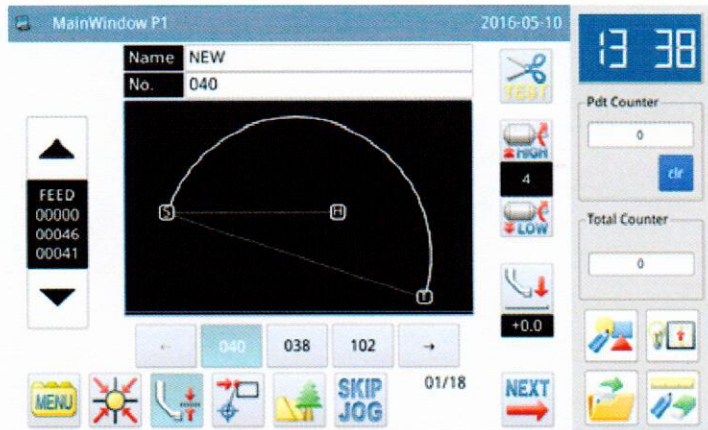 MainWindow P1
2016-05-10
13 38
Name NEW
No. 040
TEST
HIGH
4
LOW
+0.0
FEED
00000
00046
00041
S
H
T
← 040 038 102 →
MENU
SKIP
JOG
01/18
NEXT
Pdt Counter
0
clr
Total Counter
0